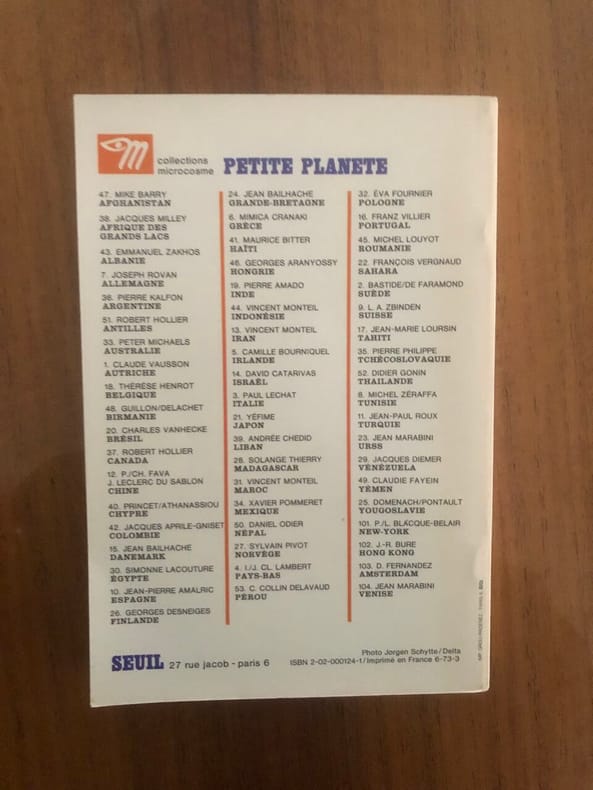 M
collections
microcosme
PETITE PLANETE
47. MIKE BARRY
AFGHANISTAN
38. JACQUES MILLEY
AFRIQUE DES
GRANDS LACS
43. EMMANUEL ZAKHOS
ALBANIE
7. JOSEPH ROVAN
ALLEMAGNE
36. PIERRE KALFON
ARGENTINE
51. ROBERT HOLLIER
ANTILLES
33. PETER MICHAELS
AUSTRALIE
1. CLAUDE VAUSSON
AUTRICHE
18. THÉRÈSE HENROT
BELGIQUE
48. GUILLON/DELACHET
BIRMANIE
20. CHARLES VANHECKE
BRÉSIL
37. ROBERT HOLLIER
CANADA
12. P./CH. FAVA
J. LECLERC DU SABLON
CHINE
40. PRINCET/ATHANASSIOU
CHYPRE
42. JACQUES APRILE-GNISET
COLOMBIE
15. JEAN BAILHACHE
DANEMARK
30. SIMONNE LACOUTURE
ÉGYPTE
10. JEAN-PIERRE AMALRIC
ESPAGNE
26. GEORGES DESNEIGES
FINLANDE
24. JEAN BAILHACHE
GRANDE-BRETAGNE
6. MIMICA CRANAKI
GRÈCE
41. MAURICE BITTER
HAÏTI
46. GEORGES ARANYOSSY
HONGRIE
19. PIERRE AMADO
INDE
44. VINCENT MONTEIL
INDONÉSIE
13. VINCENT MONTEIL
IRAN
5. CAMILLE BOURNIQUEL
IRLANDE
14. DAVID CATARIVAS
ISRAËL
3. PAUL LECHAT
ITALIE
21. YÉFIME
JAPON
39. ANDRÉE CHEDID
LIBAN
28. SOLANGE THIERRY
MADAGASCAR
31. VINCENT MONTEIL
MAROC
34. XAVIER POMMERET
MEXIQUE
50. DANIEL ODIER
NÉPAL
27. SYLVAIN PIVOT
NORVÈGE
4. I./J. CL. LAMBERT
PAYS-BAS
53. C. COLLIN DELAVAUD
PÉROU
32. ÉVA FOURNIER
POLOGNE
16. FRANZ VILLIER
PORTUGAL
45. MICHEL LOUYOT
ROUMANIE
22. FRANÇOIS VERGNAUD
SAHARA
2. BASTIDE/DE FARAMOND
SUÈDE
9. L. A. ZBINDEN
SUISSE
17. JEAN-MARIE LOURSIN
TAHITI
35. PIERRE PHILIPPE
TCHÉCOSLOVAQUIE
52. DIDIER GONIN
THAILANDE
8. MICHEL ZÉRAFFA
TUNISIE
11. JEAN-PAUL ROUX
TURQUIE
23. JEAN MARABINI
URSS
29. JACQUES DIEMER
VÉNÉZUELA
49. CLAUDIE FAYEIN
YÉMEN
25. DOMENACH/PONTAULT
YOUGOSLAVIE
101. P./L. BLACQUE-BELAIR
NEW-YORK
102. J.-R. BURE
HONG KONG
103. D. FERNANDEZ
AMSTERDAM
104. JEAN MARABINI
VENISE
SEUIL 27 rue jacob - paris 6
Photo Jorgen Schytte/Delta
ISBN 2-02-000124-1/Imprimé en France 6-73-3